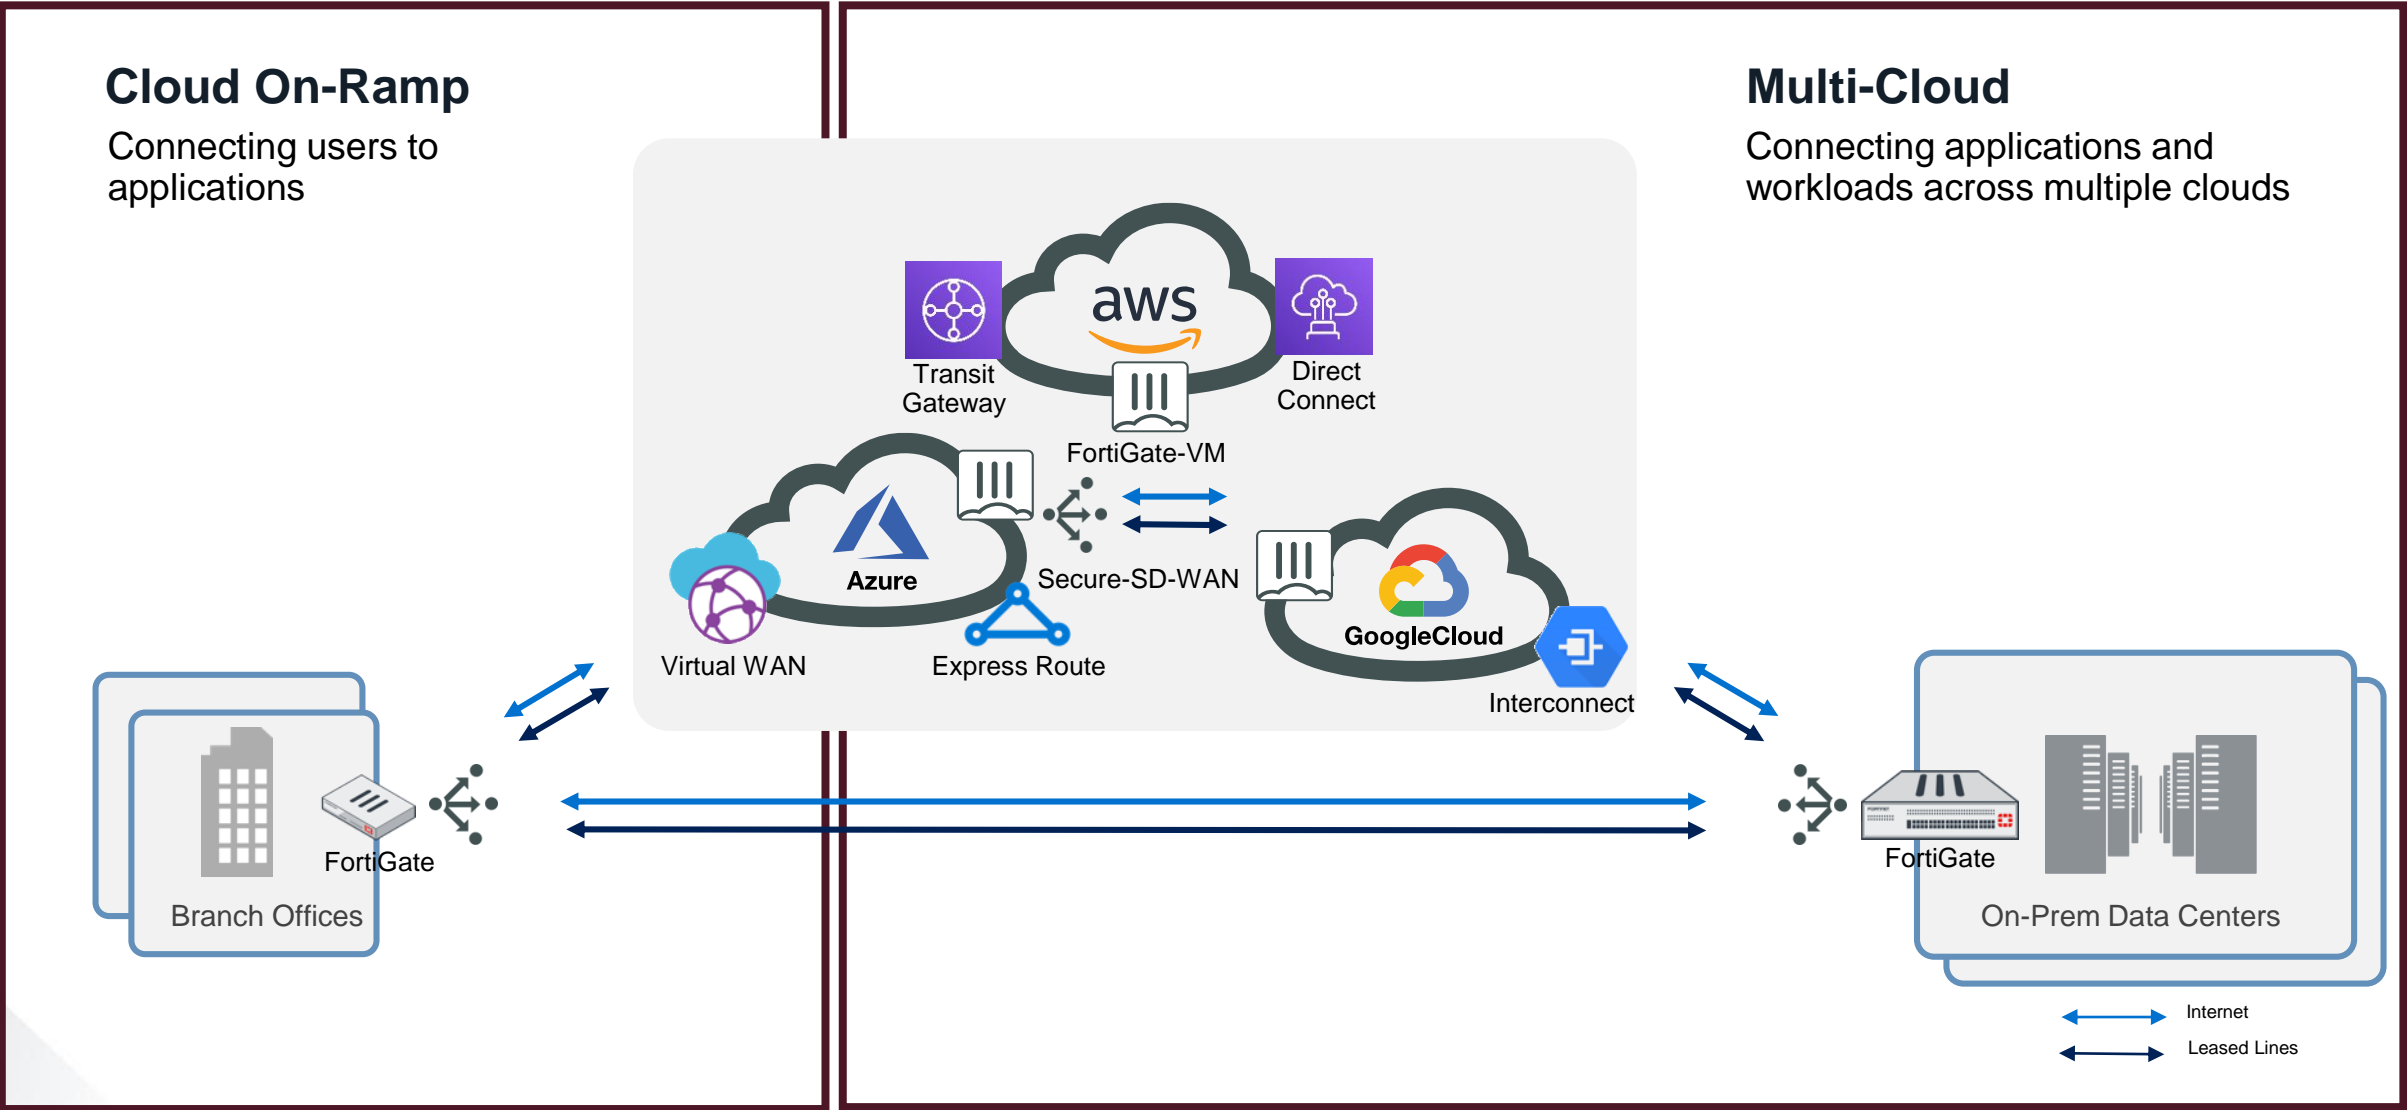 Cloud On-Ramp
Connecting users to
applications
Multi-Cloud
Connecting applications and
workloads across multiple clouds
aws
Transit
Gateway
Direct
Connect
FortiGate-VM
Azure
Secure-SD-WAN
GoogleCloud
Virtual WAN
Express Route
Interconnect
FortiGate
Branch Offices
FORTINET
FortiGate
On-Prem Data Centers
Internet
Leased Lines